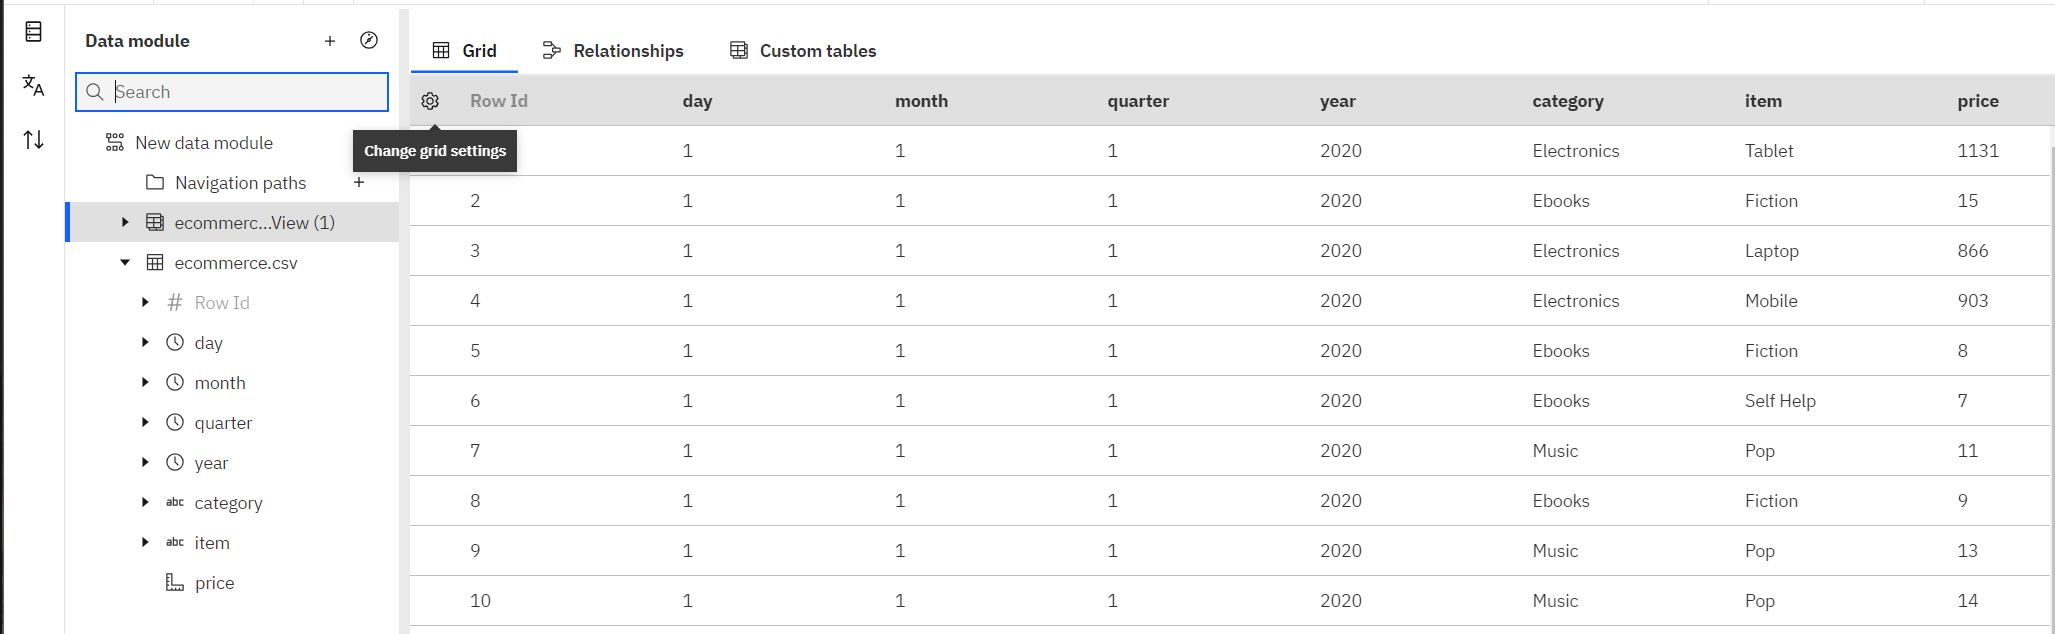 Data module
Search
New data module
Navigation paths
ecommerc...View (1)
ecommerce.csv
Row Id
day
month
quarter
year
abc category
abc item
price
Grid Relationships Custom tables
Row Id day month quarter year category item price
Change grid settings
1 1 1 2020 Electronics Tablet 1131
2 1 1 1 2020 Ebooks Fiction 15
3 1 1 1 2020 Electronics Laptop 866
4 1 1 1 2020 Electronics Mobile 903
5 1 1 1 2020 Ebooks Fiction 8
6 1 1 1 2020 Ebooks Self Help 7
7 1 1 1 2020 Music Pop 11
8 1 1 1 2020 Ebooks Fiction 9
9 1 1 1 2020 Music Pop 13
10 1 1 1 2020 Music Pop 14